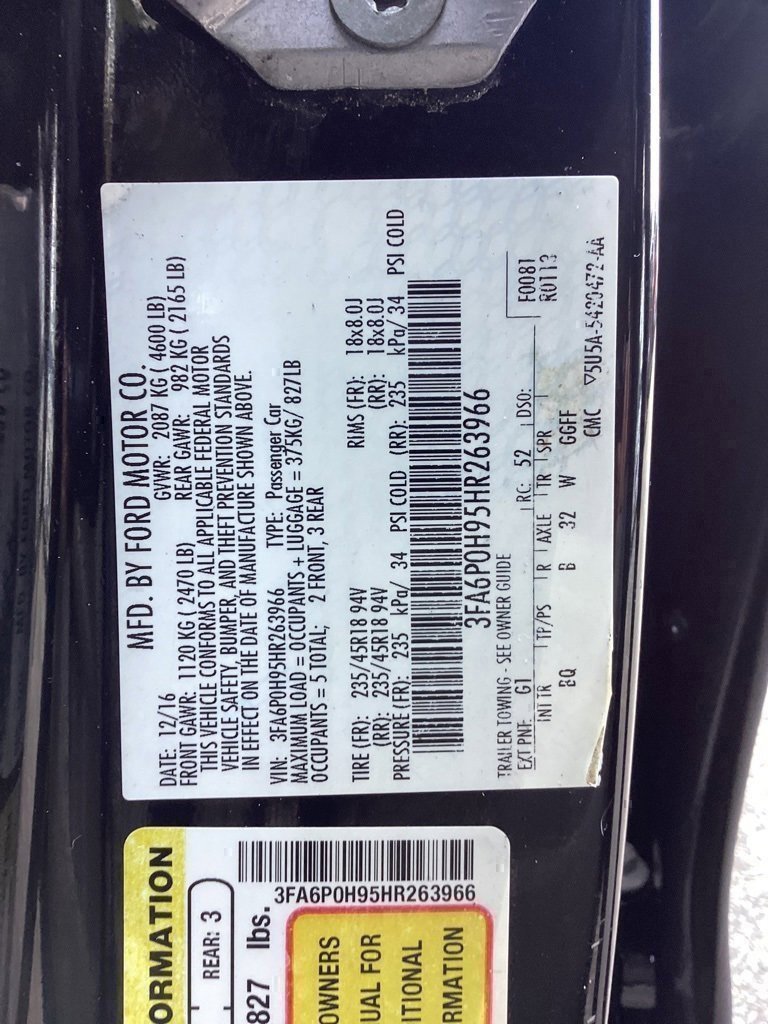 MFD. BY FORD MOTOR CO.
DATE: 12/16 GVWR: 2087 KG ( 4600 LB)
FRONT GAWR: 1120 KG ( 2470 LB) REAR GAWR: 982 KG ( 2165 LB)
THIS VEHICLE CONFORMS TO ALL APPLICABLE FEDERAL MOTOR
VEHICLE SAFETY, BUMPER, AND THEFT PREVENTION STANDARDS
IN EFFECT ON THE DATE OF MANUFACTURE SHOWN ABOVE.
VIN: 3FA6P0H95HR263966 TYPE: Passenger Car
MAXIMUM LOAD = OCCUPANTS + LUGGAGE = 375KG/ 827LB
OCCUPANTS = 5 TOTAL; 2 FRONT, 3 REAR
TIRE (FR): 235/45R18 94V RIMS (FR): 18x8.0J
(RR): 235/45R18 94V (RR): 18x8.0J
PRESSURE (FR): 235 kPa/ 34 PSI COLD (RR): 235 kPa/ 34 PSI COLD
3FA6P0H95HR263966
TRAILER TOWING - SEE OWNER GUIDE F0081
EXT PNT: G1 RC: 52 DSO: R0113
INT TR TP/PS R AXLE TR SPR
BQ B 32 W GGFF
CMC ▽5U5A-5420472-AA
ORMATION
REAR: 3
827 lbs.
3FA6P0H95HR263966
OWNERS
UAL FOR
ITIONAL
RMATION